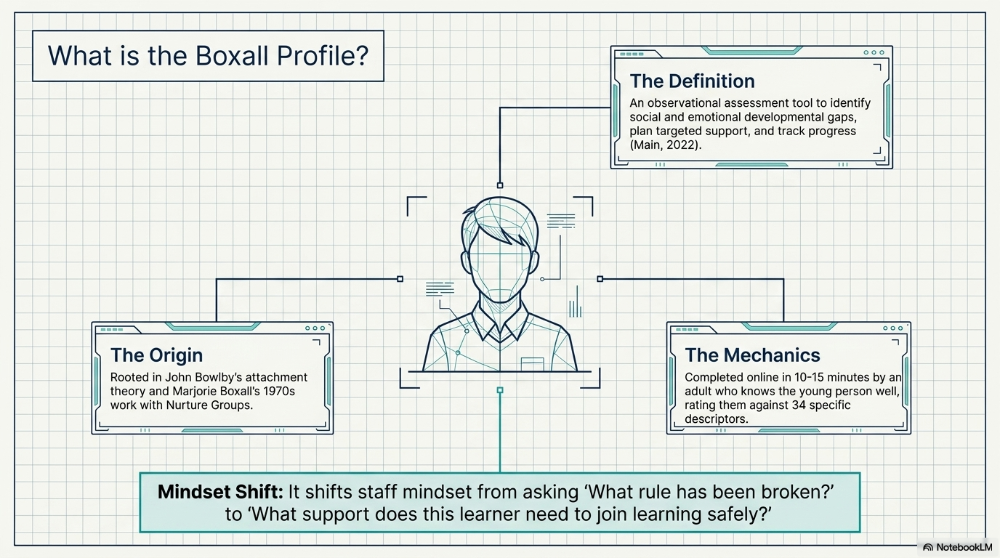 What is the Boxall Profile?
The Definition
An observational assessment tool to identify
social and emotional developmental gaps,
plan targeted support, and track progress
(Main, 2022).
The Origin
Rooted in John Bowlby’s attachment
theory and Marjorie Boxall’s 1970s
work with Nurture Groups.
The Mechanics
Completed online in 10-15 minutes by an
adult who knows the young person well,
rating them against 34 specific
descriptors.
Mindset Shift: It shifts staff mindset from asking ‘What rule has been broken?’
to ‘What support does this learner need to join learning safely?’
NotebookLM